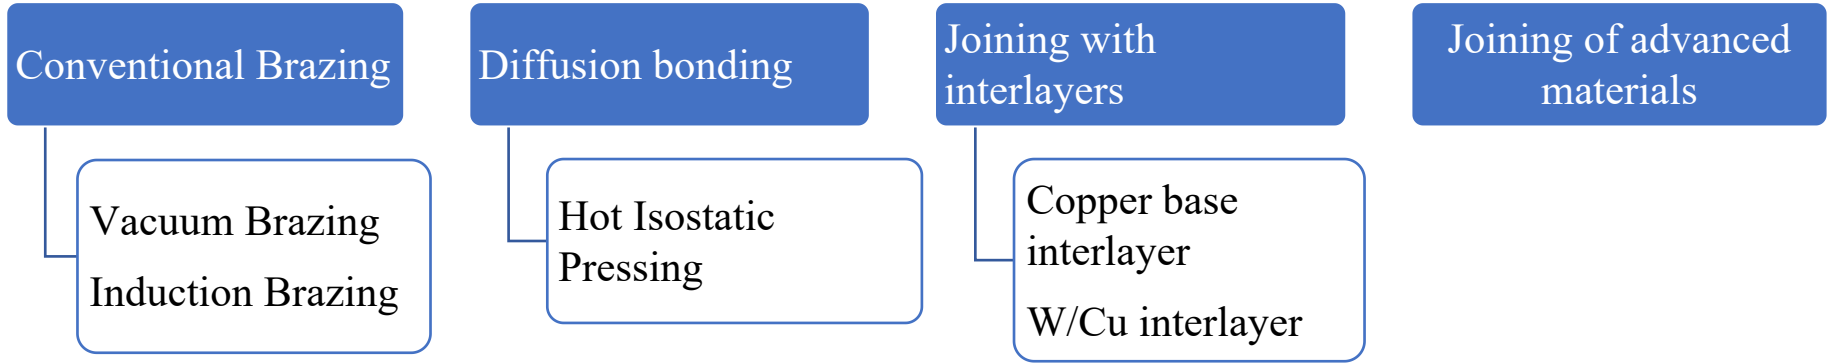 Conventional Brazing
Vacuum Brazing
Induction Brazing
Diffusion bonding
Hot Isostatic
Pressing
Joining with
interlayers
Copper base
interlayer
W/Cu interlayer
Joining of advanced
materials